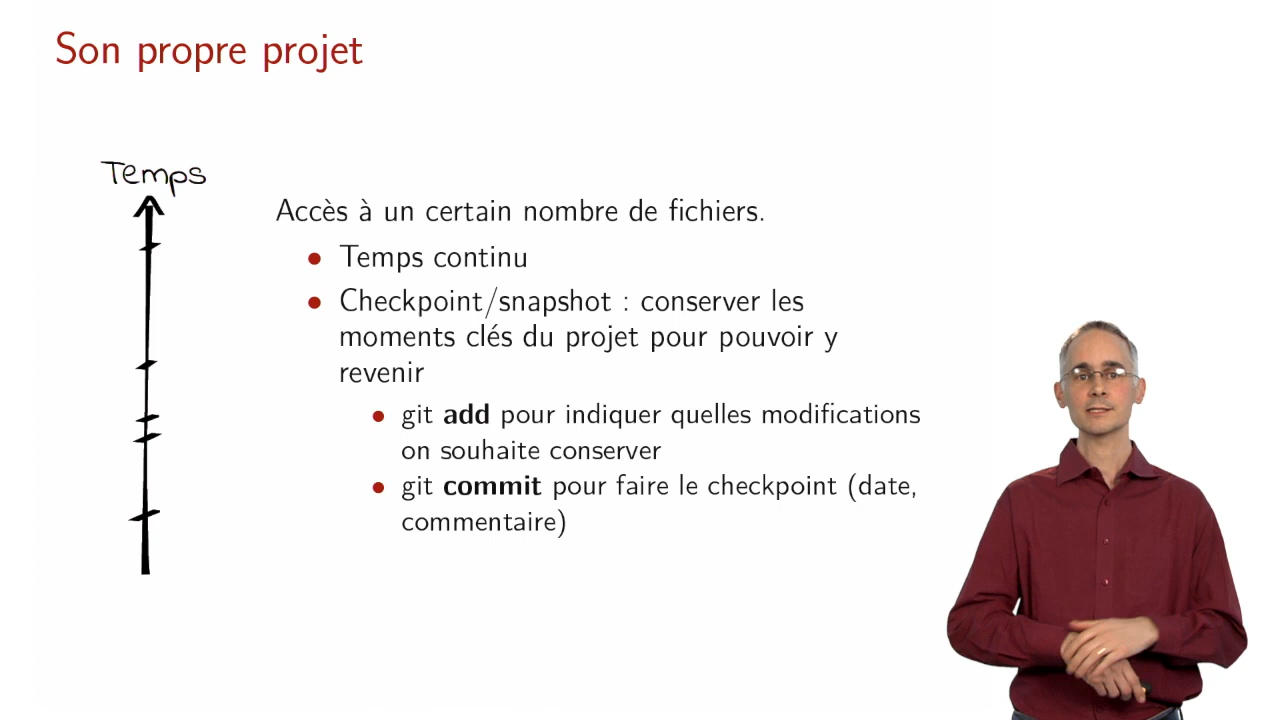 Son propre projet
Temps
Accès à un certain nombre de fichiers.
• Temps continu
• Checkpoint/snapshot : conserver les
moments clés du projet pour pouvoir y
revenir
• git add pour indiquer quelles modifications
on souhaite conserver
• git commit pour faire le checkpoint (date,
commentaire)